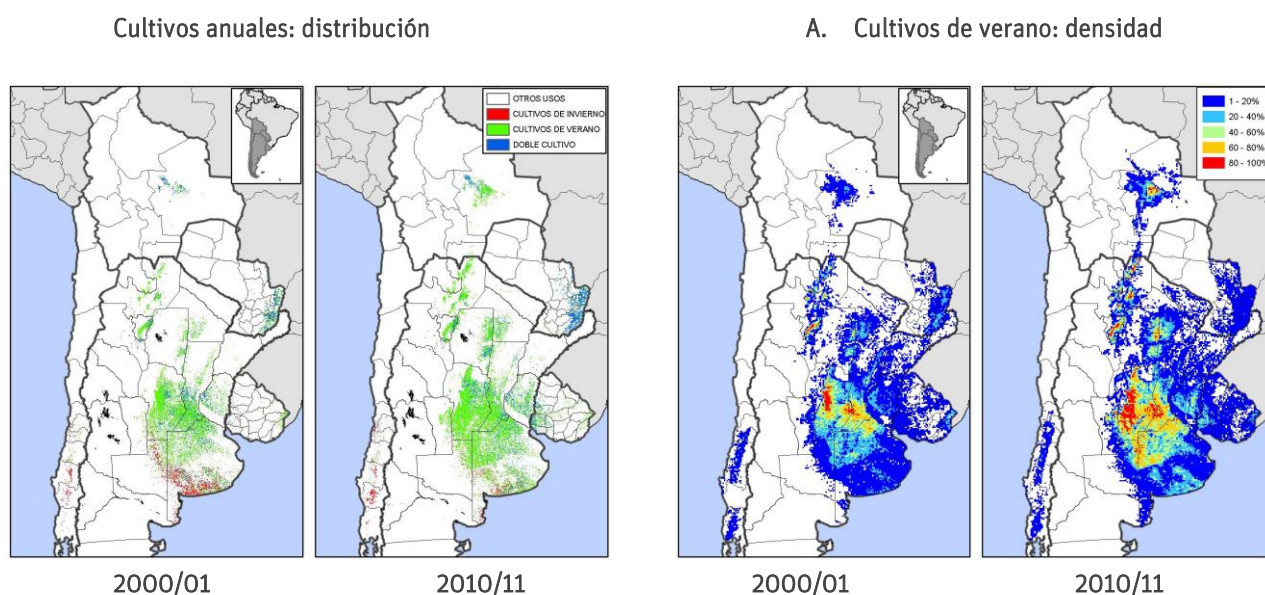 Cultivos anuales: distribución
A. Cultivos de verano: densidad
OTROS USOS
CULTIVOS DE INVIERNO
CULTIVOS DE VERANO
DOBLE CULTIVO
1 - 20%
20 - 40%
40 - 60%
60 - 80%
80 - 100%
2000/01
2010/11
2000/01
2010/11